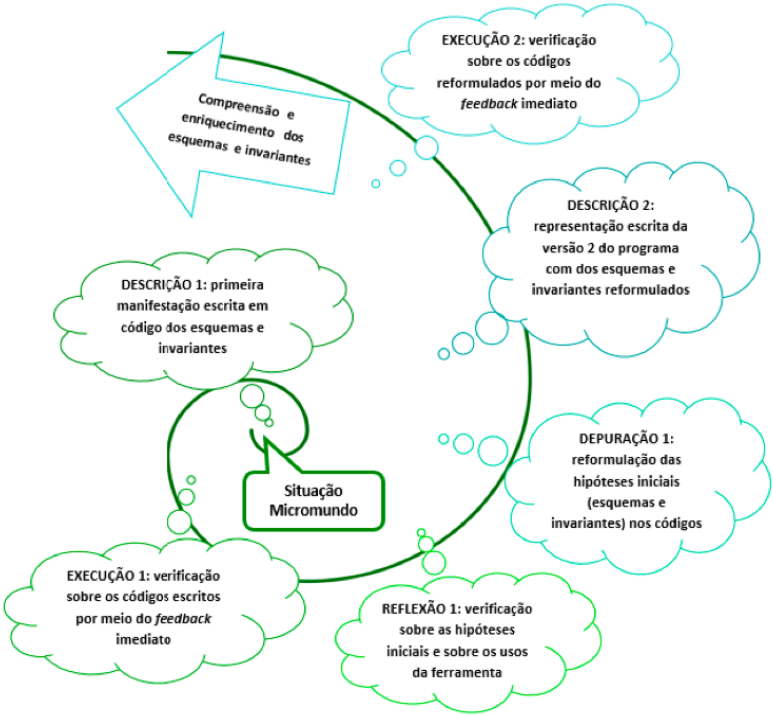 EXECUÇÃO 2: verificação
sobre os códigos
reformulados por meio do
feedback imediato
Compreensão e
enriquecimento dos
esquemas e invariantes
DESCRIÇÃO 2:
representação escrita da
versão 2 do programa
com dos esquemas e
invariantes reformulados
DESCRIÇÃO 1: primeira
manifestação escrita em
código dos esquemas e
invariantes
DEPURAÇÃO 1:
reformulação das
hipóteses iniciais
(esquemas e
invariantes) nos códigos
Situação
Micromundo
EXECUÇÃO 1: verificação
sobre os códigos escritos
por meio do feedback
imediato
REFLEXÃO 1: verificação
sobre as hipóteses
iniciais e sobre os usos
da ferramenta